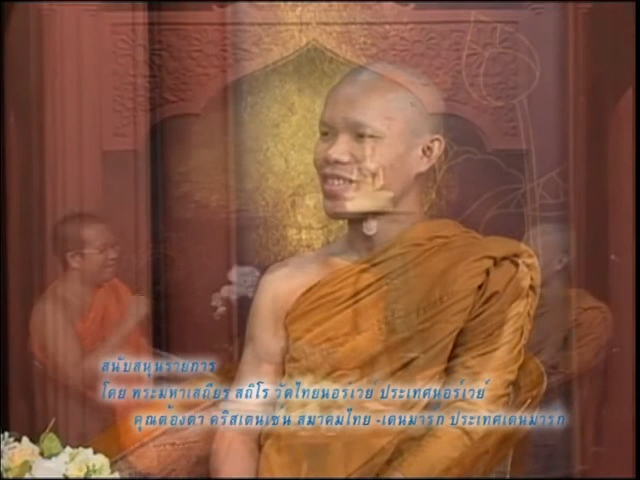 สนับสนุนรายการ
โดย พระมหาเสถียร สถิโร วัดไทยนอร์เวย์ ประเทศนอร์เวย์
คุณต้องตา คริสเตนเซ่น สมาคมไทย -เดนมาร์ก ประเทศเดนมาร์ก